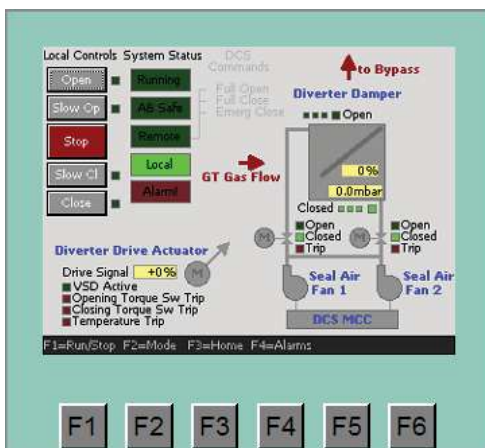 Local Controls System Status
DCS
Commands
Open
Running
Full Open
Full Close
Emerg Close
Slow Op
A& Safe
Stop
Remote
Local
Slow Cl
Alarm!
Close
to Bypass
Diverter Damper
Open
GT Gas Flow
0%
0.0mbar
Closed
Open
Closed
Trip
M
M
Open
Closed
Trip
Diverter Drive Actuator
Drive Signal +0%
M
VSD Active
Opening Torque Sw Trip
Closing Torque Sw Trip
Temperature Trip
Seal Air
Fan 1
Seal Air
Fan 2
DCS MCC
F1=Run/Stop F2=Mode F3=Home F4=Alarms
F1 F2 F3 F4 F5 F6